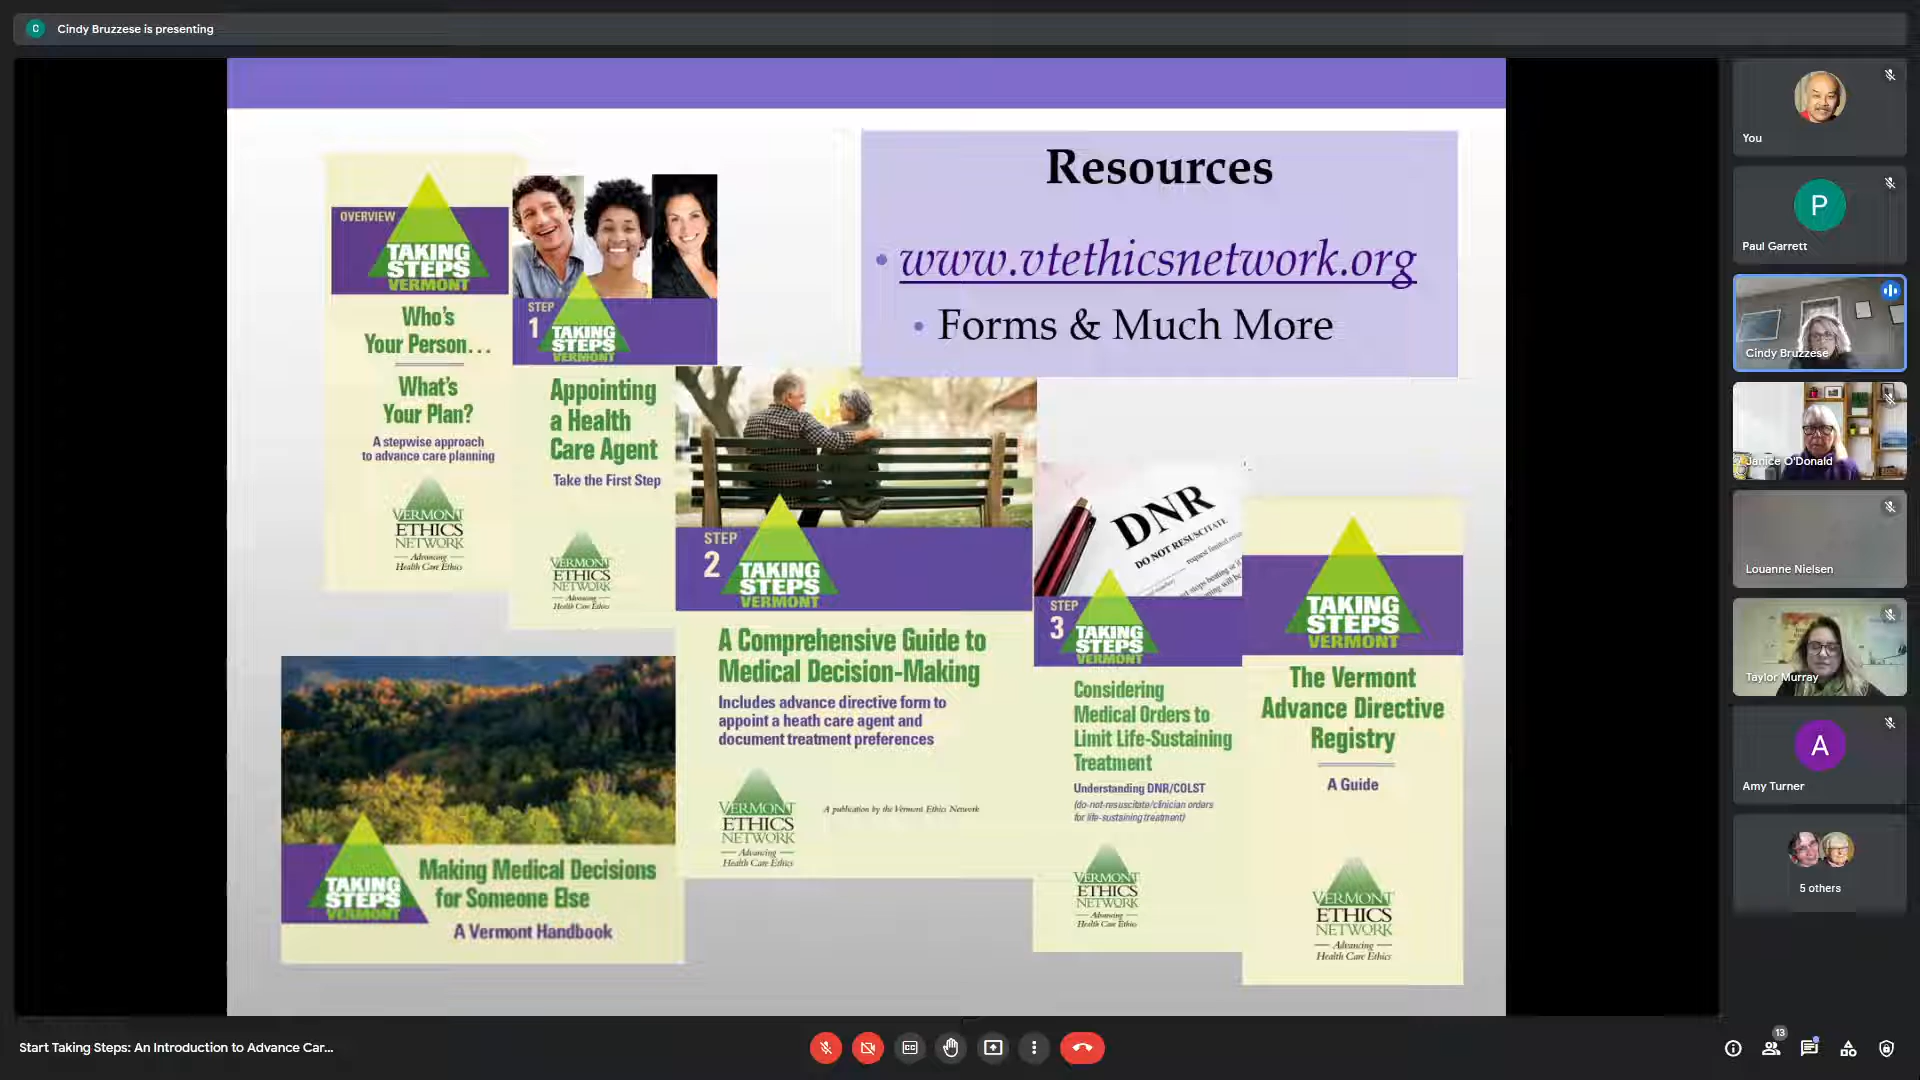 C
Cindy Bruzzese is presenting
Resources
• www.vtethicsnetwork.org
• Forms & Much More
OVERVIEW
TAKING
STEPS
VERMONT
Who's
Your Person…
What's
Your Plan?
A stepwise approach
to advance care planning
VERMONT
ETHICS
NETWORK
Advancing
Health Care Ethics
STEP
1
TAKING
STEPS
VERMONT
Appointing
a Health
Care Agent
Take the First Step
VERMONT
ETHICS
NETWORK
Advancing
Health Care Ethics
STEP
2
TAKING
STEPS
VERMONT
A Comprehensive Guide to
Medical Decision-Making
Includes advance directive form to
appoint a heath care agent and
document treatment preferences
VERMONT
ETHICS
NETWORK
Advancing
Health Care Ethics
A publication by the Vermont Ethics Network
DNR
DO NOT RESUSCITATE
STEP
3
TAKING
STEPS
VERMONT
Considering
Medical Orders to
Limit Life-Sustaining
Treatment
Understanding DNR/COLST
(do-not-resuscitate/clinician orders
for life-sustaining treatment)
VERMONT
ETHICS
NETWORK
Advancing
Health Care Ethics
TAKING
STEPS
VERMONT
The Vermont
Advance Directive
Registry
A Guide
VERMONT
ETHICS
NETWORK
Advancing
Health Care Ethics
TAKING
STEPS
VERMONT
Making Medical Decisions
for Someone Else
A Vermont Handbook
You
P
Paul Garrett
Cindy Bruzzese
Janice O'Donald
Louanne Nielsen
Taylor Murray
A
Amy Turner
5 others
Start Taking Steps: An Introduction to Advance Car...
CC
13